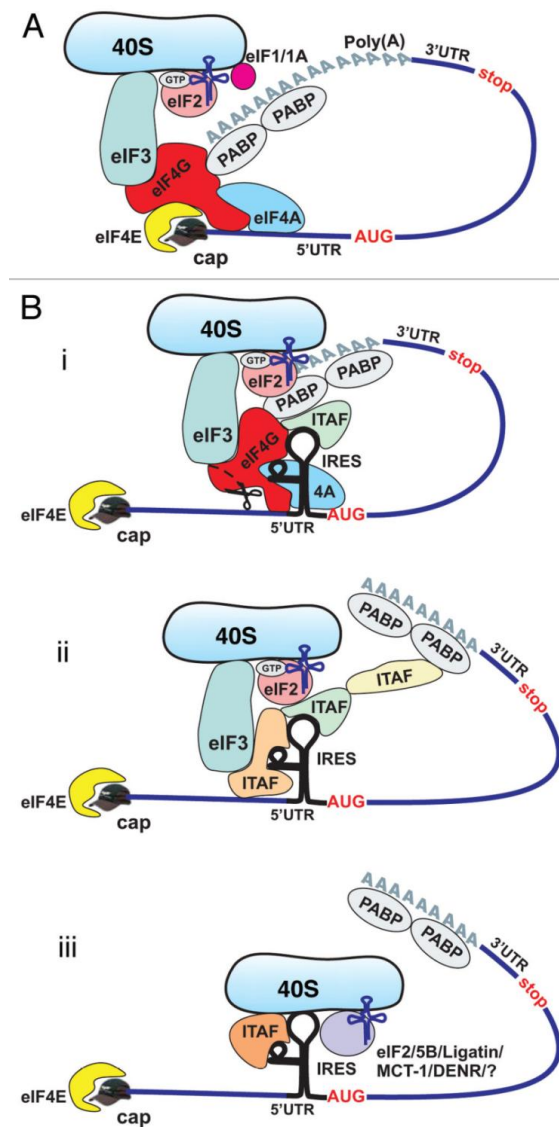 A
40S
eIF1/1A
GTP
eIF2
Poly(A)
AAAAAAAAAAAAAAA
3'UTR
stop
PABP
PABP
eIF3
eIF4G
eIF4A
eIF4E
cap
5'UTR
AUG
B
i
40S
GTP
eIF2
AAAAAA
3'UTR
stop
PABP
PABP
eIF3
eIF4G
ITAF
IRES
4A
eIF4E
cap
5'UTR
AUG
ii
40S
GTP
eIF2
AAAAAAAAA
PABP
PABP
3'UTR
stop
ITAF
ITAF
eIF3
IRES
ITAF
eIF4E
cap
5'UTR
AUG
iii
AAAAAAAAA
PABP
PABP
3'UTR
stop
40S
ITAF
IRES
eIF2/5B/Ligatin/
MCT-1/DENR/?
eIF4E
cap
5'UTR
AUG